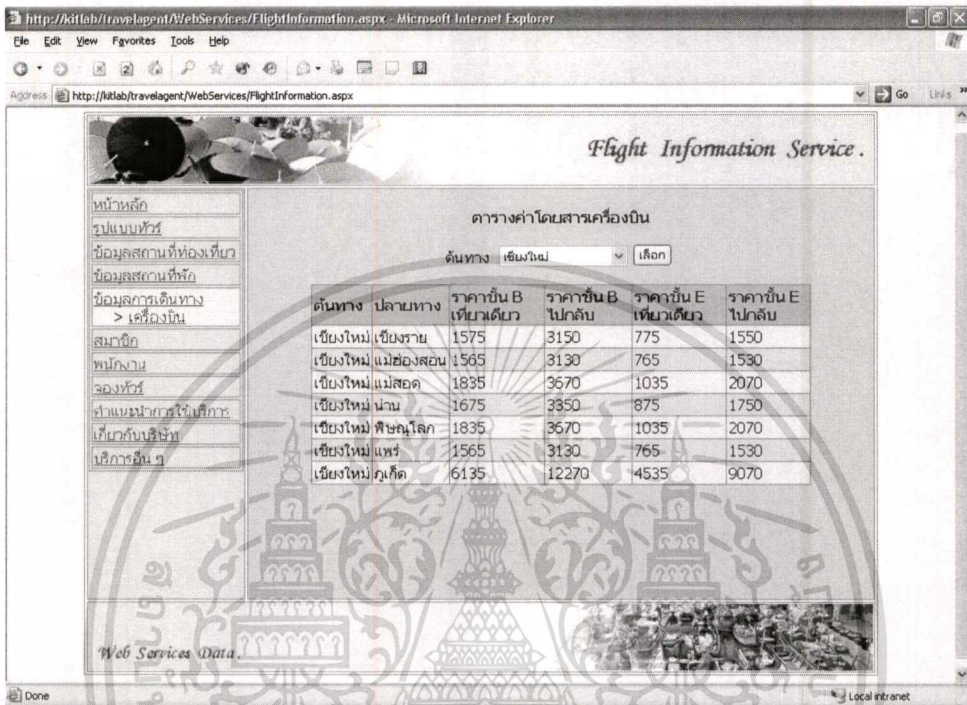 http://kitlab/travelagent/WebServices/FlightInformation.aspx - Microsoft Internet Explorer
File Edit View Favorites Tools Help
Address http://kitlab/travelagent/WebServices/FlightInformation.aspx Go Links »
Flight Information Service .
หน้าหลัก
รูปแบบทัวร์
ข้อมูลสถานที่ท่องเที่ยว
ข้อมูลสถานที่พัก
ข้อมูลการเดินทาง
> เครื่องบิน
สมาชิก
พนักงาน
จองทัวร์
คำแนะนำการใช้บริการ
เกี่ยวกับบริษัท
บริการอื่น ๆ
ตารางค่าโดยสารเครื่องบิน
ต้นทาง เชียงใหม่ เลือก
ต้นทาง ปลายทาง ราคาชั้น B เที่ยวเดียว ราคาชั้น B ไปกลับ ราคาชั้น E เที่ยวเดียว ราคาชั้น E ไปกลับ
เชียงใหม่ เชียงราย 1575 3150 775 1550
เชียงใหม่ แม่ฮ่องสอน 1565 3130 765 1530
เชียงใหม่ แม่สอด 1835 3670 1035 2070
เชียงใหม่ น่าน 1675 3350 875 1750
เชียงใหม่ พิษณุโลก 1835 3670 1035 2070
เชียงใหม่ แพร่ 1565 3130 765 1530
เชียงใหม่ ภูเก็ต 6135 12270 4535 9070
Web Services Data .
Done Local intranet